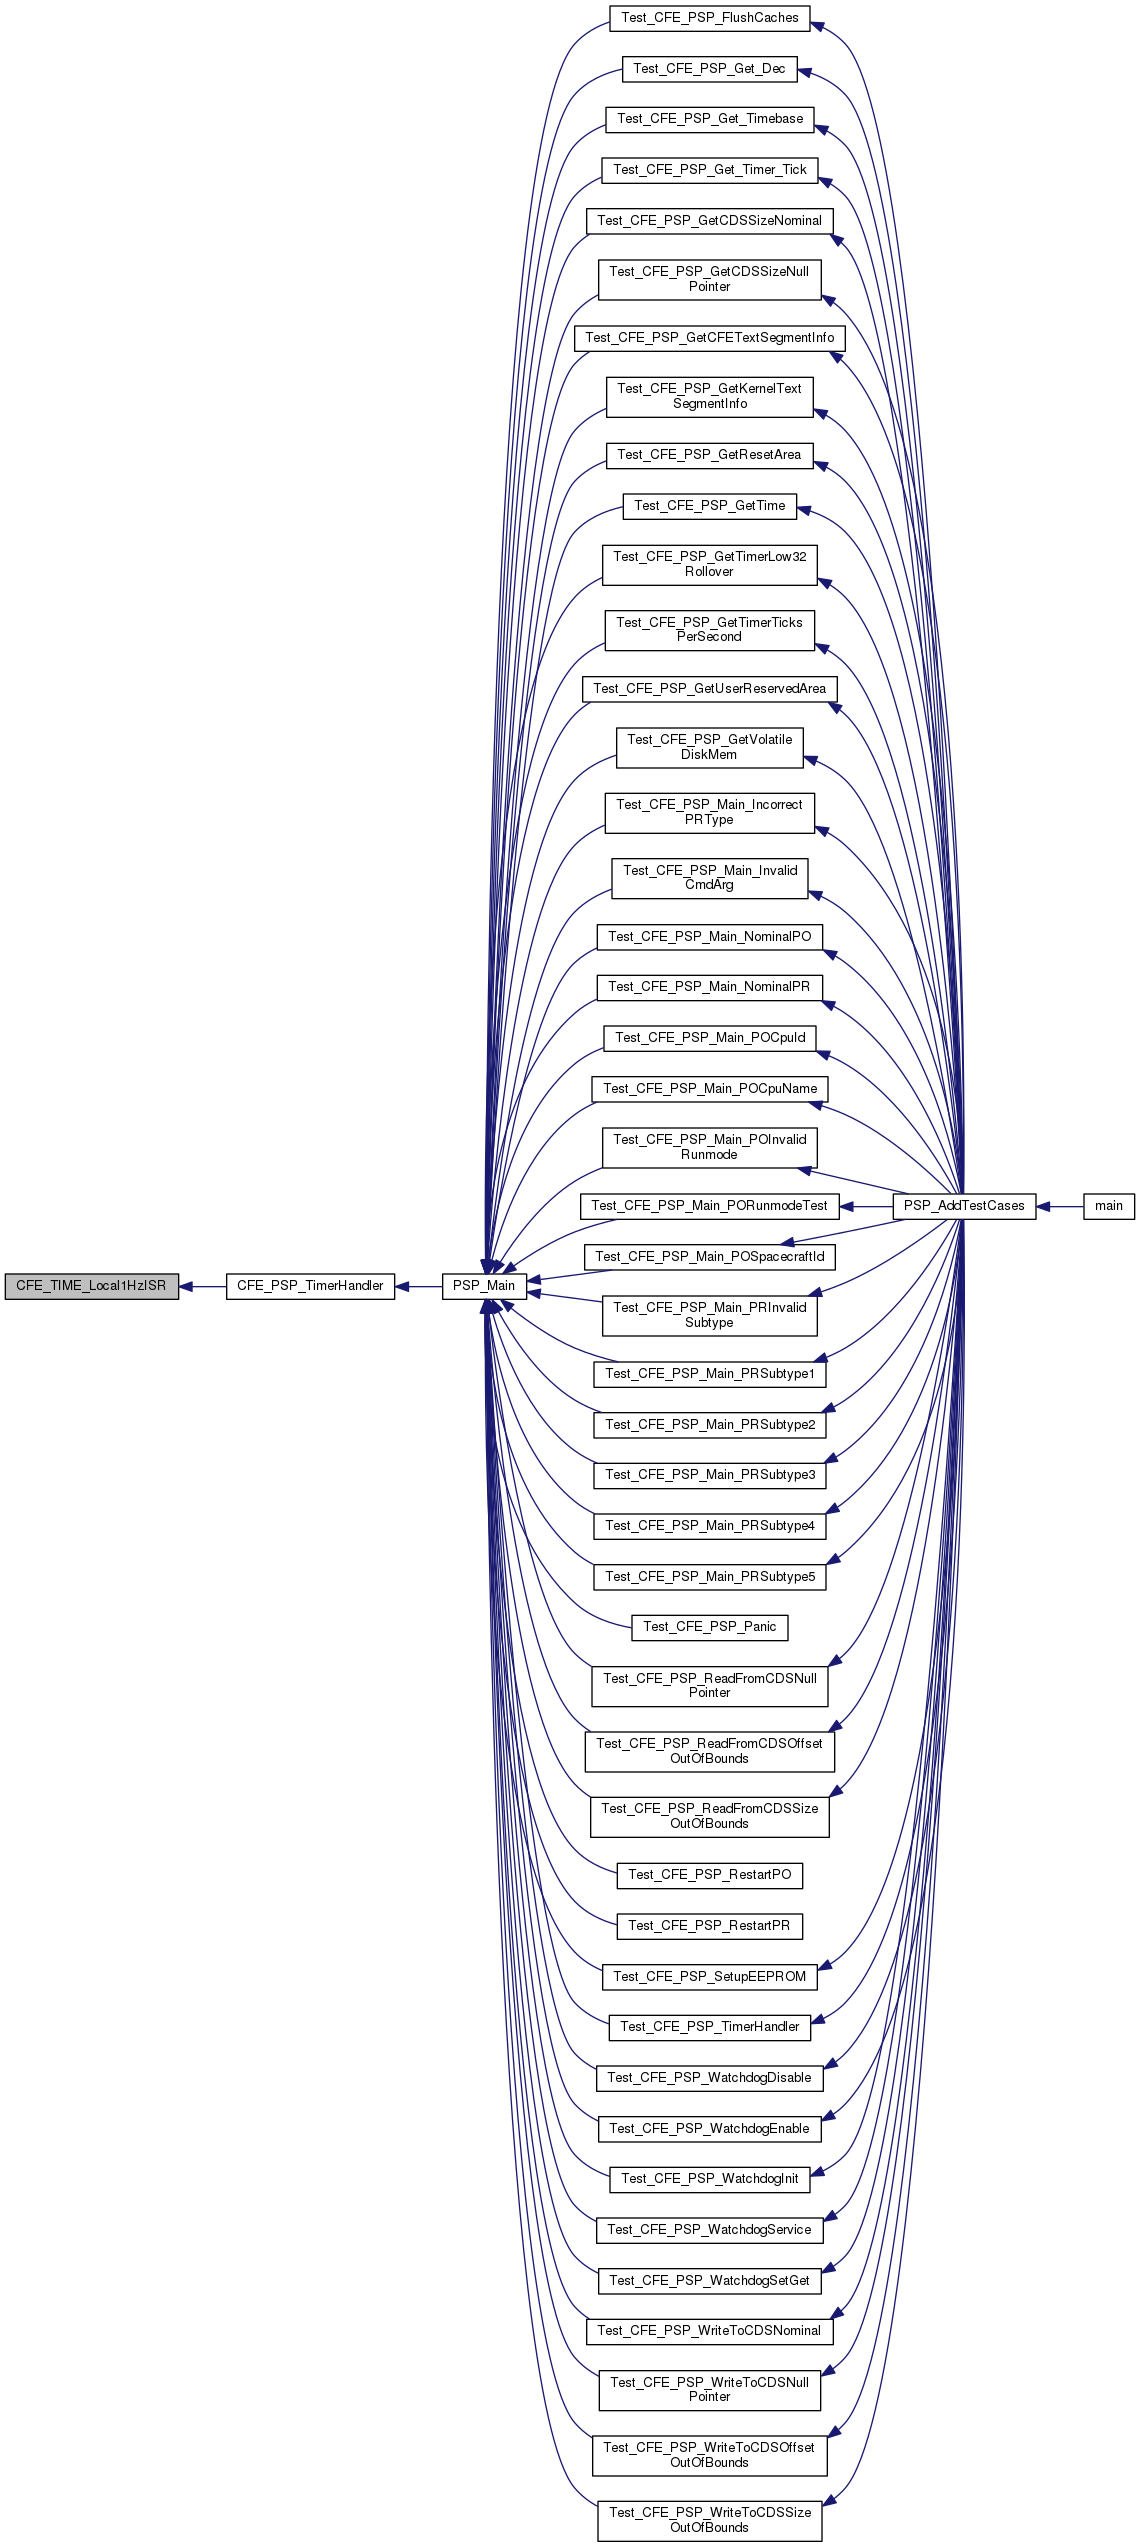 Test_CFE_PSP_FlushCaches
Test_CFE_PSP_Get_Dec
Test_CFE_PSP_Get_Timebase
Test_CFE_PSP_Get_Timer_Tick
Test_CFE_PSP_GetCDSSizeNominal
Test_CFE_PSP_GetCDSSizeNull
Pointer
Test_CFE_PSP_GetCFETextSegmentInfo
Test_CFE_PSP_GetKernelText
SegmentInfo
Test_CFE_PSP_GetResetArea
Test_CFE_PSP_GetTime
Test_CFE_PSP_GetTimerLow32
Rollover
Test_CFE_PSP_GetTimerTicks
PerSecond
Test_CFE_PSP_GetUserReservedArea
Test_CFE_PSP_GetVolatile
DiskMem
Test_CFE_PSP_Main_Incorrect
PRType
Test_CFE_PSP_Main_Invalid
CmdArg
Test_CFE_PSP_Main_NominalPO
Test_CFE_PSP_Main_NominalPR
Test_CFE_PSP_Main_POCpuId
Test_CFE_PSP_Main_POCpuName
Test_CFE_PSP_Main_POInvalid
Runmode
Test_CFE_PSP_Main_PORunmodeTest
PSP_AddTestCases
main
Test_CFE_PSP_Main_POSpacecraftId
CFE_TIME_Local1HzISR
CFE_PSP_TimerHandler
PSP_Main
Test_CFE_PSP_Main_PRInvalid
Subtype
Test_CFE_PSP_Main_PRSubtype1
Test_CFE_PSP_Main_PRSubtype2
Test_CFE_PSP_Main_PRSubtype3
Test_CFE_PSP_Main_PRSubtype4
Test_CFE_PSP_Main_PRSubtype5
Test_CFE_PSP_Panic
Test_CFE_PSP_ReadFromCDSNull
Pointer
Test_CFE_PSP_ReadFromCDSOffset
OutOfBounds
Test_CFE_PSP_ReadFromCDSSize
OutOfBounds
Test_CFE_PSP_RestartPO
Test_CFE_PSP_RestartPR
Test_CFE_PSP_SetupEEPROM
Test_CFE_PSP_TimerHandler
Test_CFE_PSP_WatchdogDisable
Test_CFE_PSP_WatchdogEnable
Test_CFE_PSP_WatchdogInit
Test_CFE_PSP_WatchdogService
Test_CFE_PSP_WatchdogSetGet
Test_CFE_PSP_WriteToCDSNominal
Test_CFE_PSP_WriteToCDSNull
Pointer
Test_CFE_PSP_WriteToCDSOffset
OutOfBounds
Test_CFE_PSP_WriteToCDSSize
OutOfBounds